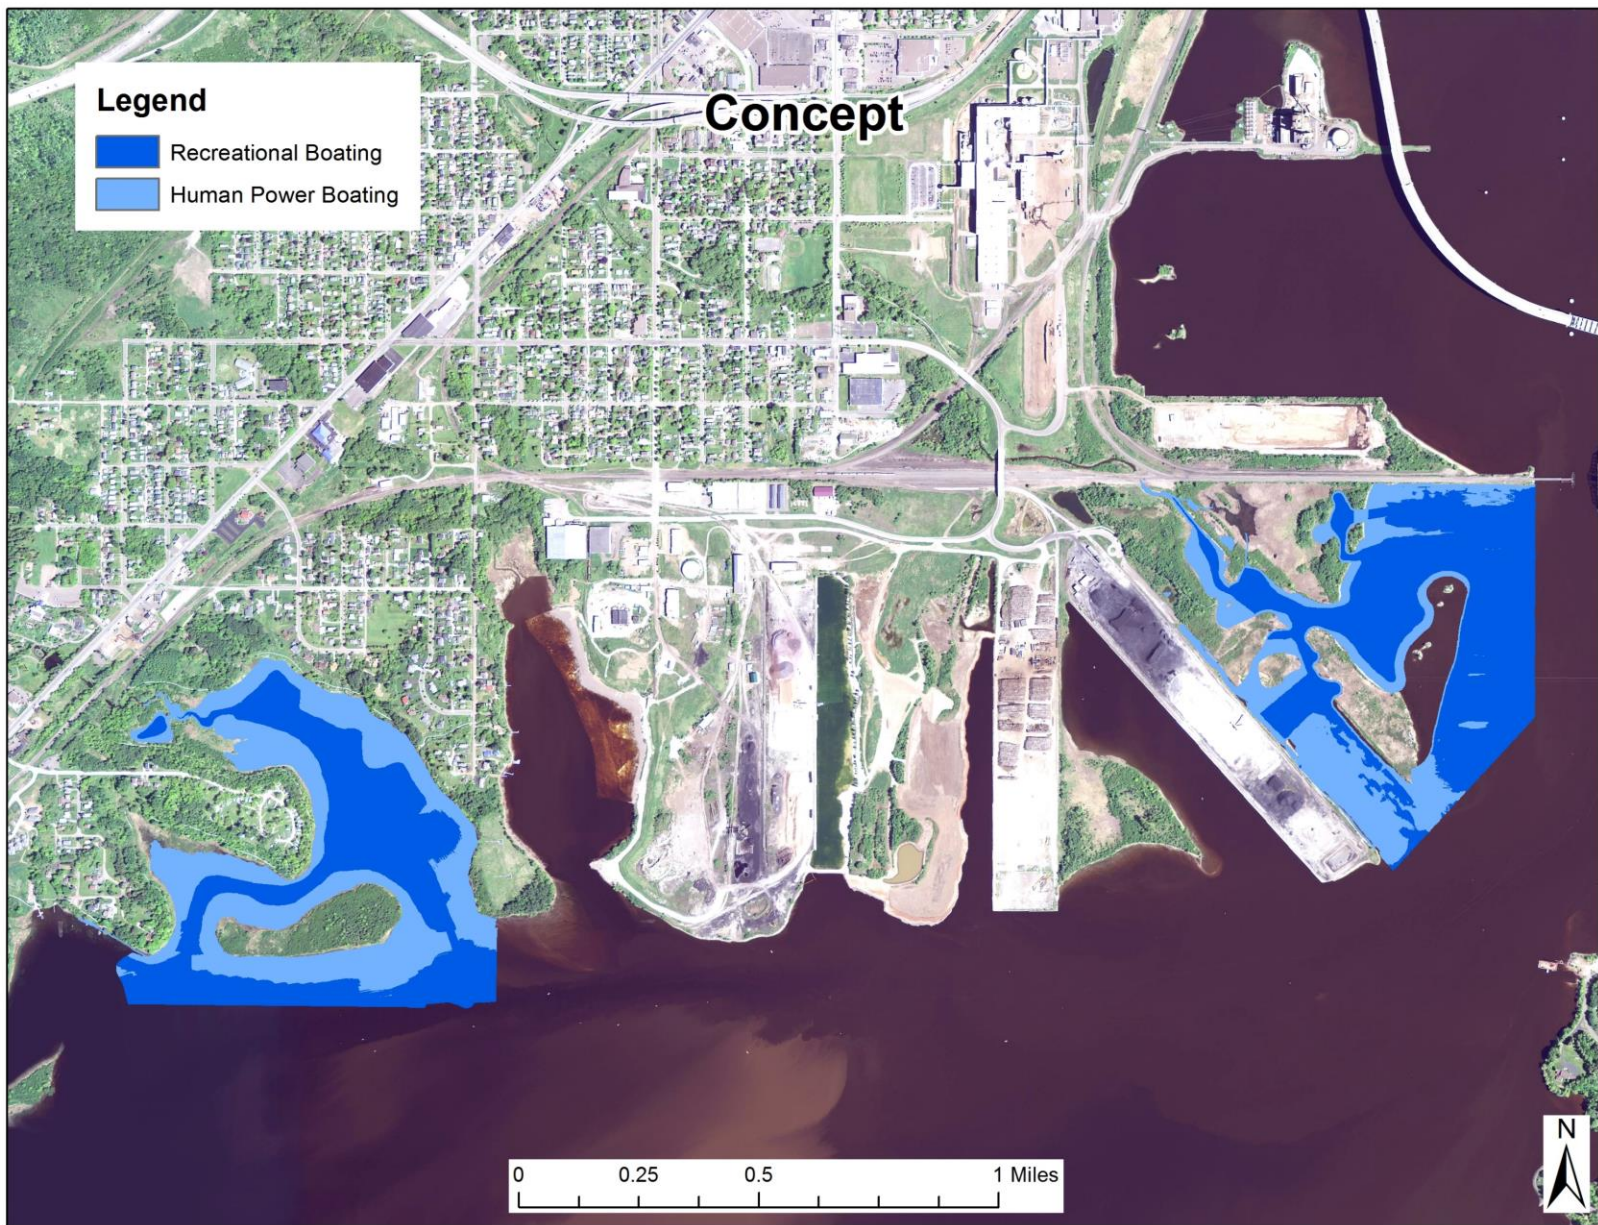 Concept
Legend
Recreational Boating
Human Power Boating
N
0 0.25 0.5 1 Miles